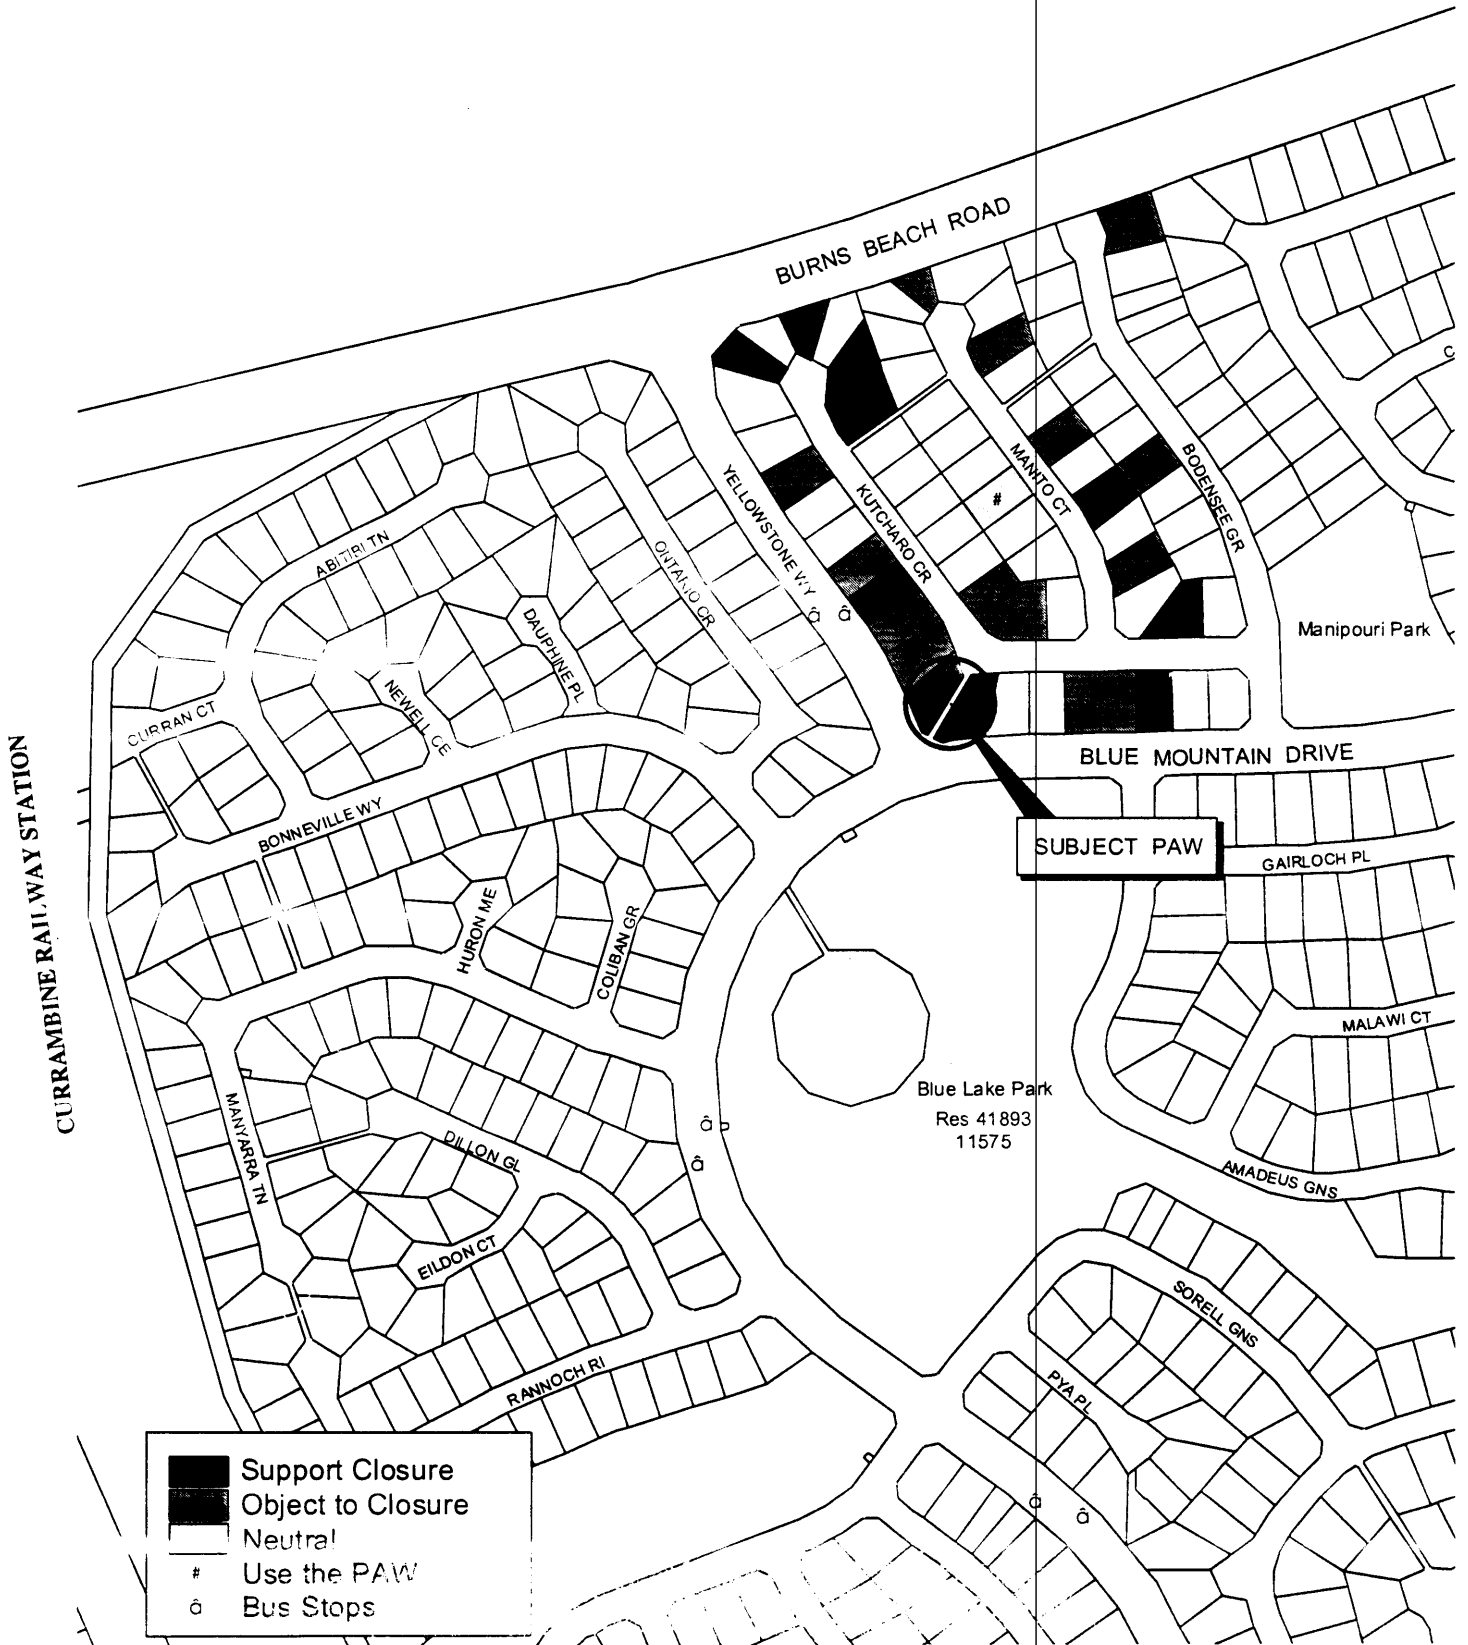 BURNS BEACH ROAD
C
YELLOWSTONE WY
KUTCHARO CR
#
MANITO CT
BODENSEE GR
ABITIBI TN
ONTARIO CR
DAUPHINE PL
â
â
Manipouri Park
NEWELL CE
CURRAN CT
BLUE MOUNTAIN DRIVE
BONNEVILLE WY
SUBJECT PAW
GAIRLOCH PL
CURRAMBINE RAILWAY STATION
HURON ME
COLIBAN GR
MALAWI CT
Blue Lake Park
Res 41893
11575
MANYARRA TN
â
DILLON GL
â
AMADEUS GNS
EILDON CT
SORELL GNS
RANNOCH RI
PYA PL
â
â
Support Closure
Object to Closure
Neutral
# Use the PAW
â Bus Stops